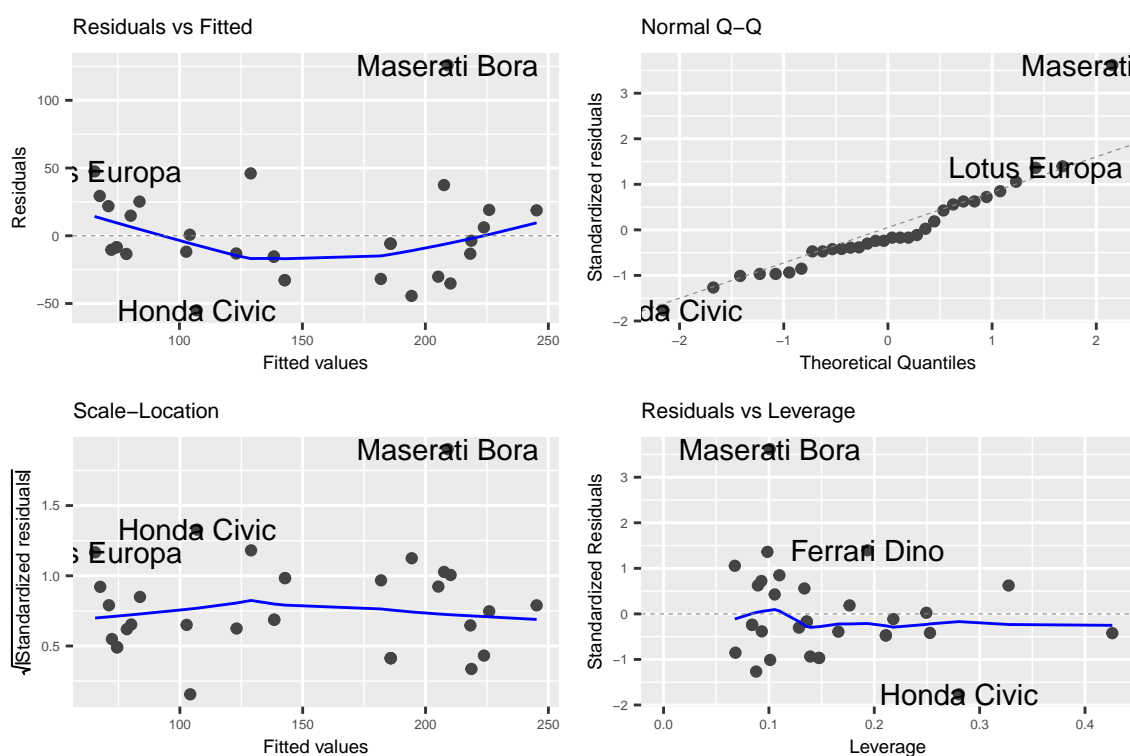 Residuals vs Fitted
Maserati Bora
s Europa
Honda Civic
100
50
0
−50
Residuals
100
150
200
250
Fitted values
Normal Q−Q
Maserati
Lotus Europa
da Civic
3
2
1
0
−1
−2
Standardized residuals
−2
−1
0
1
2
Theoretical Quantiles
Scale−Location
Maserati Bora
Honda Civic
s Europa
1.5
1.0
0.5
√|Standardized residuals|
100
150
200
250
Fitted values
Residuals vs Leverage
Maserati Bora
Ferrari Dino
Honda Civic
3
2
1
0
−1
−2
Standardized Residuals
0.0
0.1
0.2
0.3
0.4
Leverage